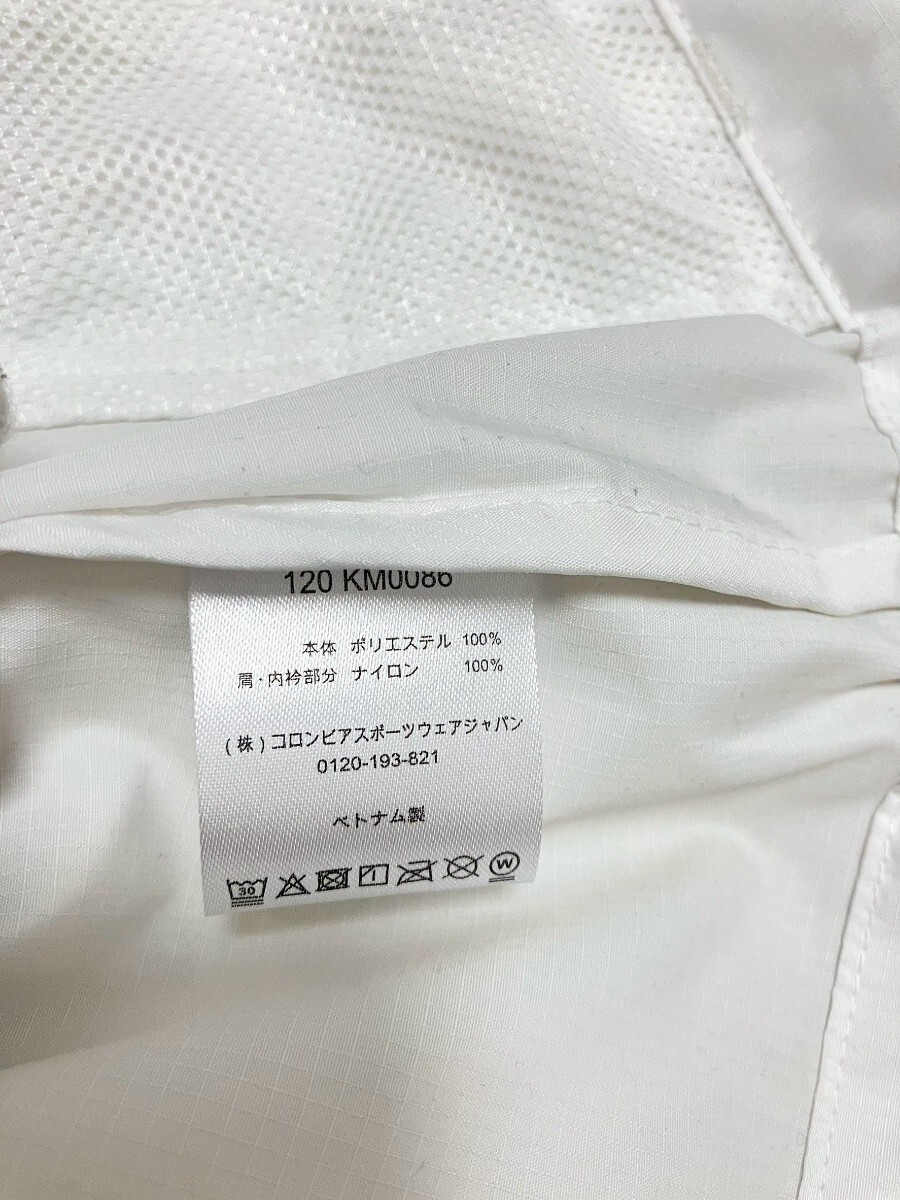 120 KM0086
本体 ポリエステル 100%
肩・内衿部分 ナイロン 100%
(株)コロンビアスポーツウェアジャパン
0120-193-821
ベトナム製
30 W